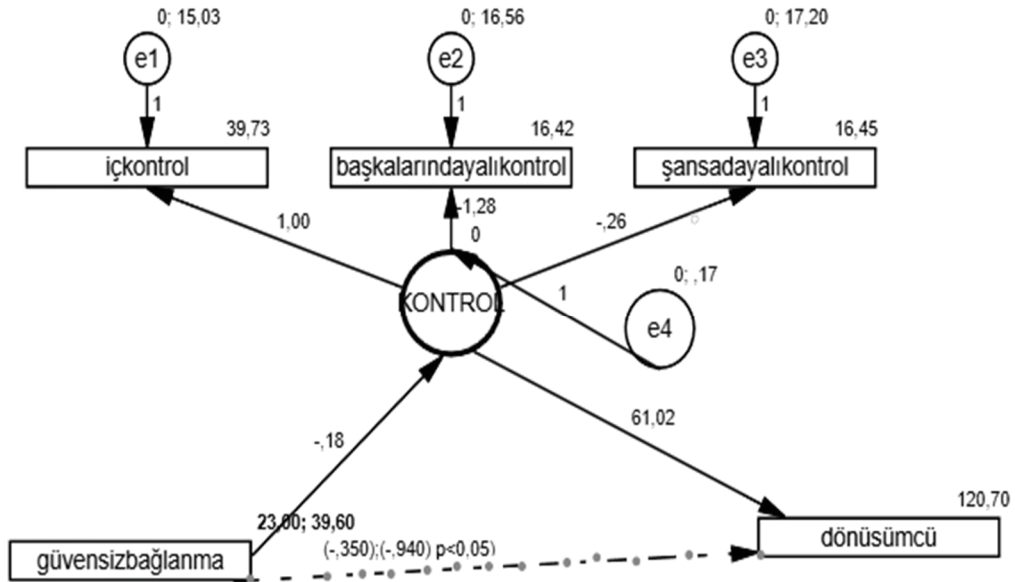 0; 15,03
0; 16,56
0; 17,20
e1
e2
e3
1
1
1
39,73
16,42
16,45
içkontrol
başkalarındayalıkontrol
şansadayalıkontrol
1,00
-1,28
-,26
0
0; ,17
1
KONTROL
e4
61,02
-,18
23,00; 39,60
120,70
(-,350);(-,940) p<0,05)
güvensizbağlanma
dönüsümcü